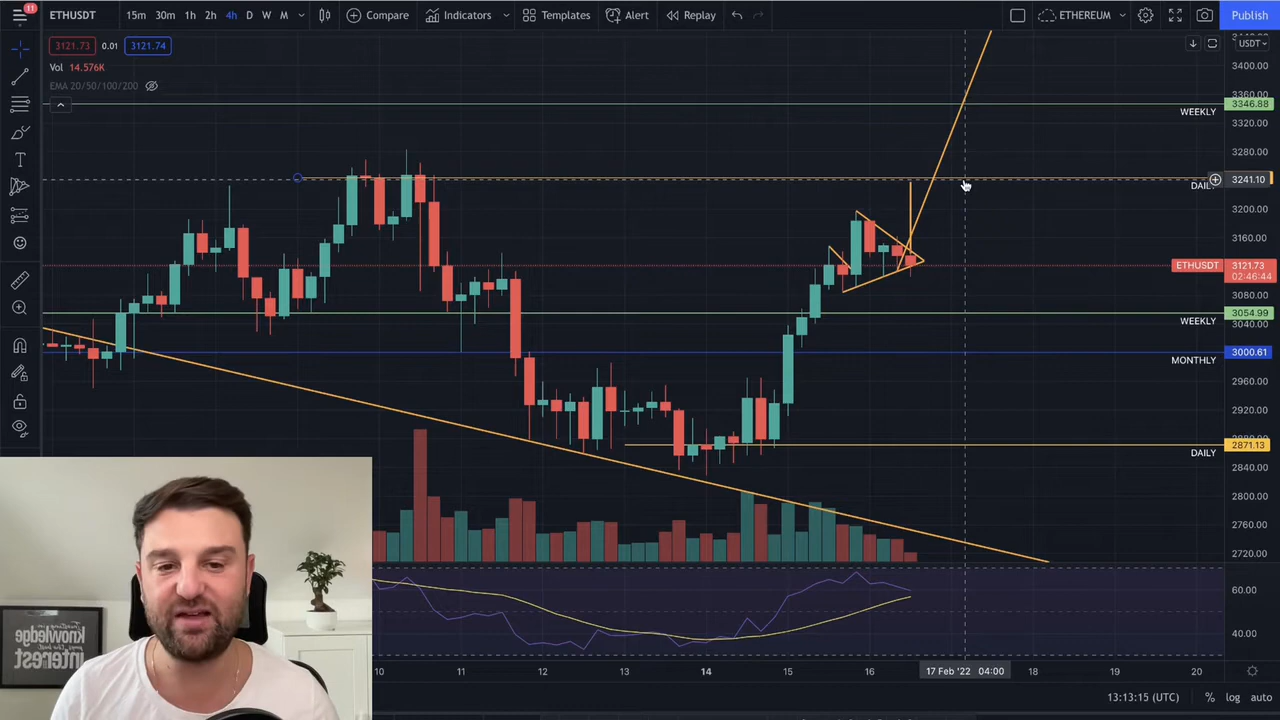 11
ETHUSDT 15m 30m 1h 2h 4h D W M Compare Indicators Templates Alert Replay ETHEREUM Publish
3121.73 0.01 3121.74
Vol 14.576K
EMA 20/50/100/200
USDT
3400.00
3360.00
3346.88
WEEKLY
3320.00
3280.00
3241.10
3200.00
3160.00
ETHUSDT 3121.73
02:46:44
3080.00
3054.99
WEEKLY
3040.00
3000.61
MONTHLY
2960.00
2920.00
2871.13
DAILY
2840.00
2800.00
2760.00
2720.00
60.00
40.00
knowledge
interest
10 11 12 13 14 15 16 17 Feb '22 04:00 18 19 20
13:13:15 (UTC) % log auto